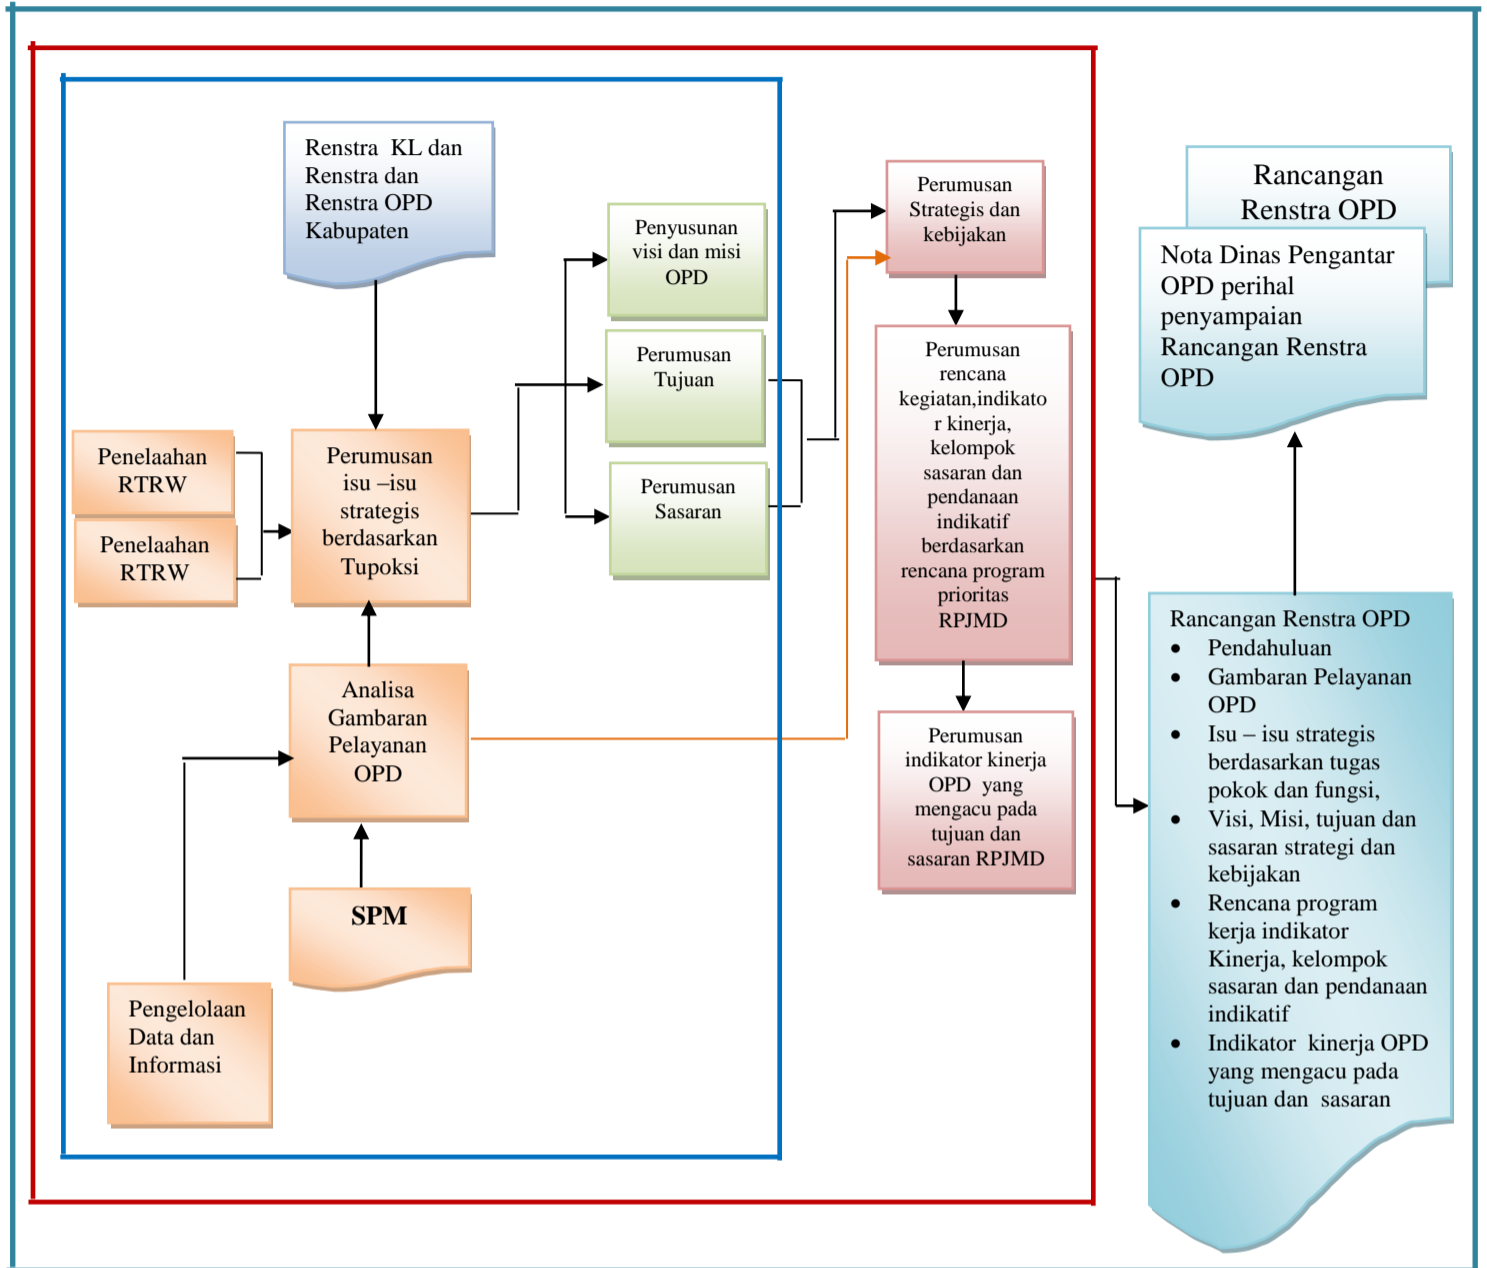 Renstra KL dan
Renstra dan
Renstra OPD
Kabupaten
Penelaahan
RTRW
Penelaahan
RTRW
Perumusan
isu –isu
strategis
berdasarkan
Tupoksi
Analisa
Gambaran
Pelayanan
OPD
SPM
Pengelolaan
Data dan
Informasi
Penyusunan
visi dan misi
OPD
Perumusan
Tujuan
Perumusan
Sasaran
Perumusan
Strategis dan
kebijakan
Perumusan
rencana
kegiatan,indikato
r kinerja,
kelompok
sasaran dan
pendanaan
indikatif
berdasarkan
rencana program
prioritas
RPJMD
Perumusan
indikator kinerja
OPD yang
mengacu pada
tujuan dan
sasaran RPJMD
Rancangan
Renstra OPD
Nota Dinas Pengantar
OPD perihal
penyampaian
Rancangan Renstra
OPD
Rancangan Renstra OPD
• Pendahuluan
• Gambaran Pelayanan
OPD
• Isu – isu strategis
berdasarkan tugas
pokok dan fungsi,
• Visi, Misi, tujuan dan
sasaran strategi dan
kebijakan
• Rencana program
kerja indikator
Kinerja, kelompok
sasaran dan pendanaan
indikatif
• Indikator kinerja OPD
yang mengacu pada
tujuan dan sasaran